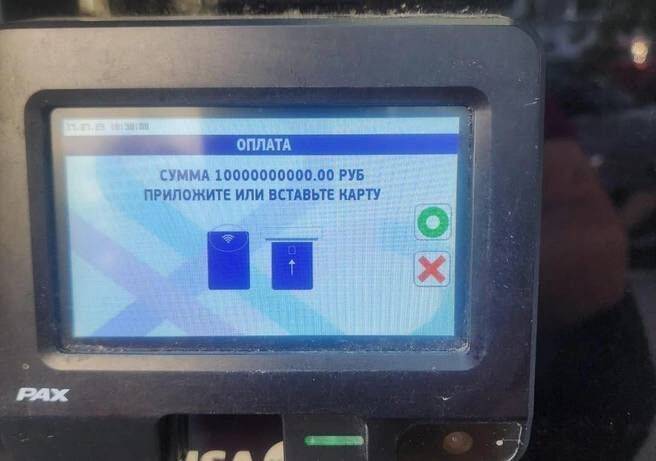 ОПЛАТА
СУММА 10000000000.00 РУБ
ПРИЛОЖИТЕ ИЛИ ВСТАВЬТЕ КАРТУ
PAX